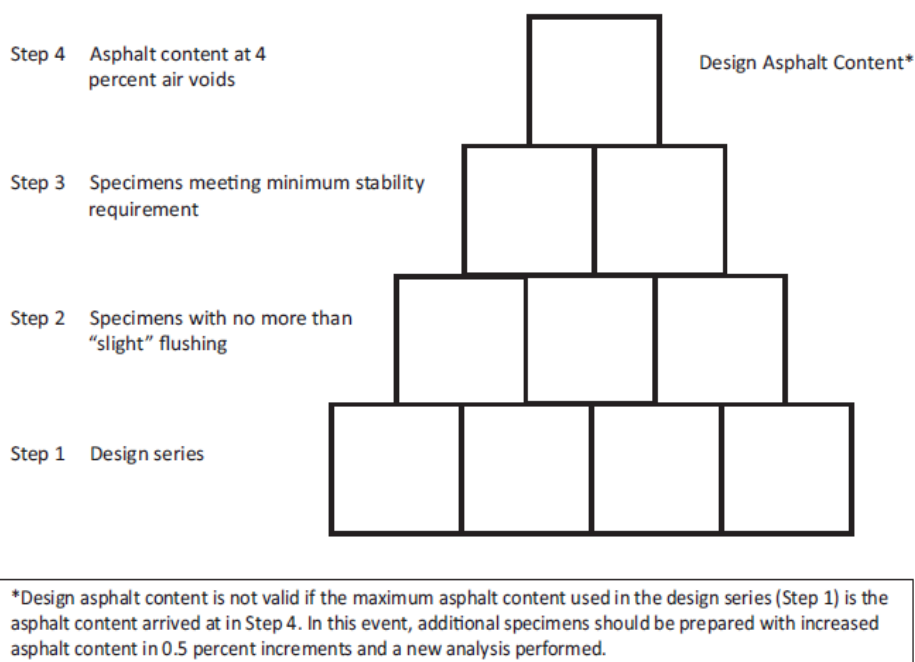 Step 4 Asphalt content at 4
percent air voids
Design Asphalt Content*
Step 3 Specimens meeting minimum stability
requirement
Step 2 Specimens with no more than
“slight” flushing
Step 1 Design series
*Design asphalt content is not valid if the maximum asphalt content used in the design series (Step 1) is the
asphalt content arrived at in Step 4. In this event, additional specimens should be prepared with increased
asphalt content in 0.5 percent increments and a new analysis performed.